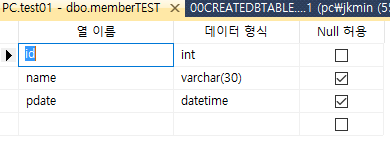 PC.test01 - dbo.memberTEST 00CREATEDBTABLE....1 (pc₩jkmin (55
열 이름 데이터 형식 Null 허용
id int
name varchar(30)
pdate datetime